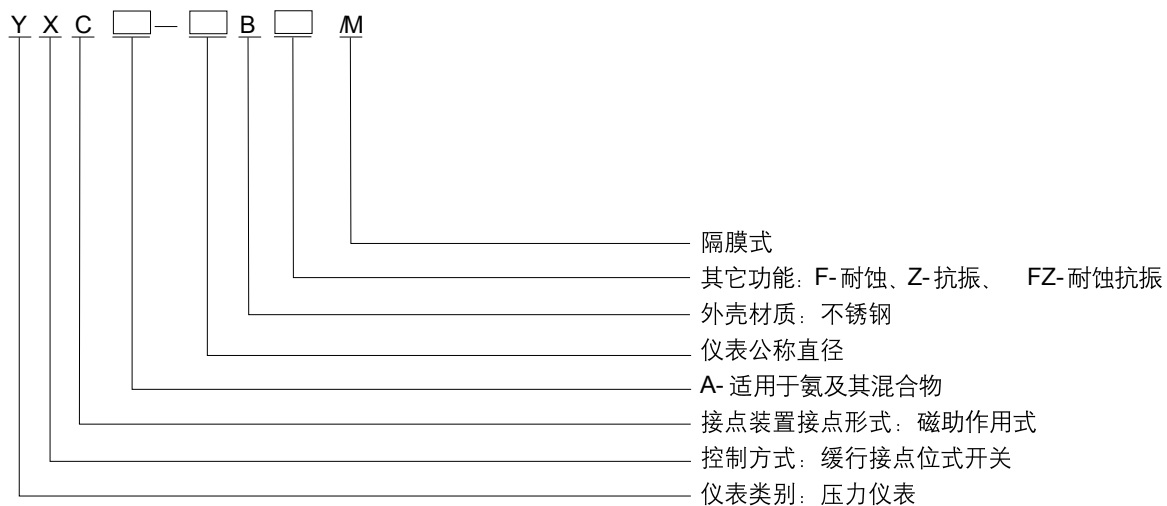 Y X C □—□ B □ /M
隔膜式
其它功能：F-耐蚀、Z-抗振、 FZ-耐蚀抗振
外壳材质：不锈钢
仪表公称直径
A-适用于氨及其混合物
接点装置接点形式：磁助作用式
控制方式：缓行接点位式开关
仪表类别：压力仪表